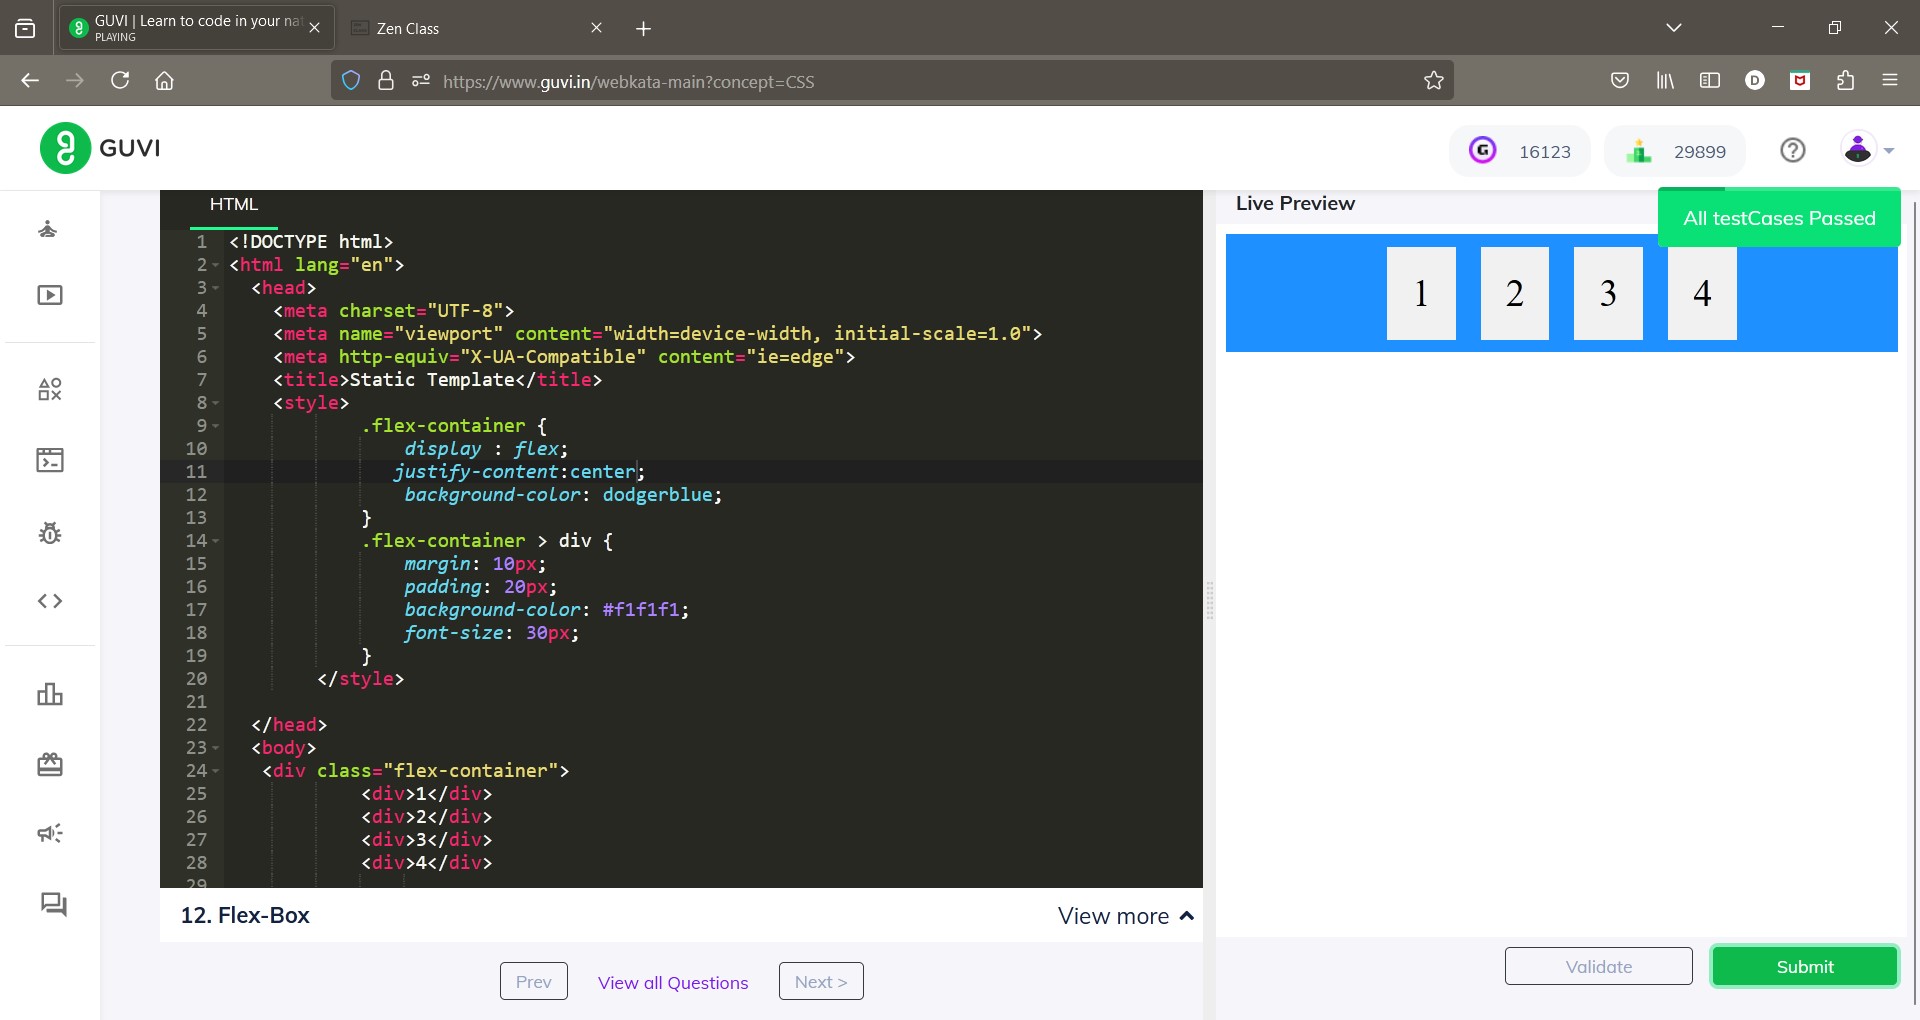 GUVI | Learn to code in your nat
PLAYING
Zen Class
https://www.guvi.in/webkata-main?concept=CSS
D
GUVI
G
16123
29899
HTML
Live Preview
All testCases Passed
1 <!DOCTYPE html>
2 <html lang="en">
3 <head>
4 <meta charset="UTF-8">
5 <meta name="viewport" content="width=device-width, initial-scale=1.0">
6 <meta http-equiv="X-UA-Compatible" content="ie=edge">
7 <title>Static Template</title>
8 <style>
9 .flex-container {
10 display : flex;
11 justify-content:center;
12 background-color: dodgerblue;
13 }
14 .flex-container > div {
15 margin: 10px;
16 padding: 20px;
17 background-color: #f1f1f1;
18 font-size: 30px;
19 }
20 </style>
21
22 </head>
23 <body>
24 <div class="flex-container">
25 <div>1</div>
26 <div>2</div>
27 <div>3</div>
28 <div>4</div>
29
1 2 3 4
12. Flex-Box
View more
Prev
View all Questions
Next >
Validate
Submit